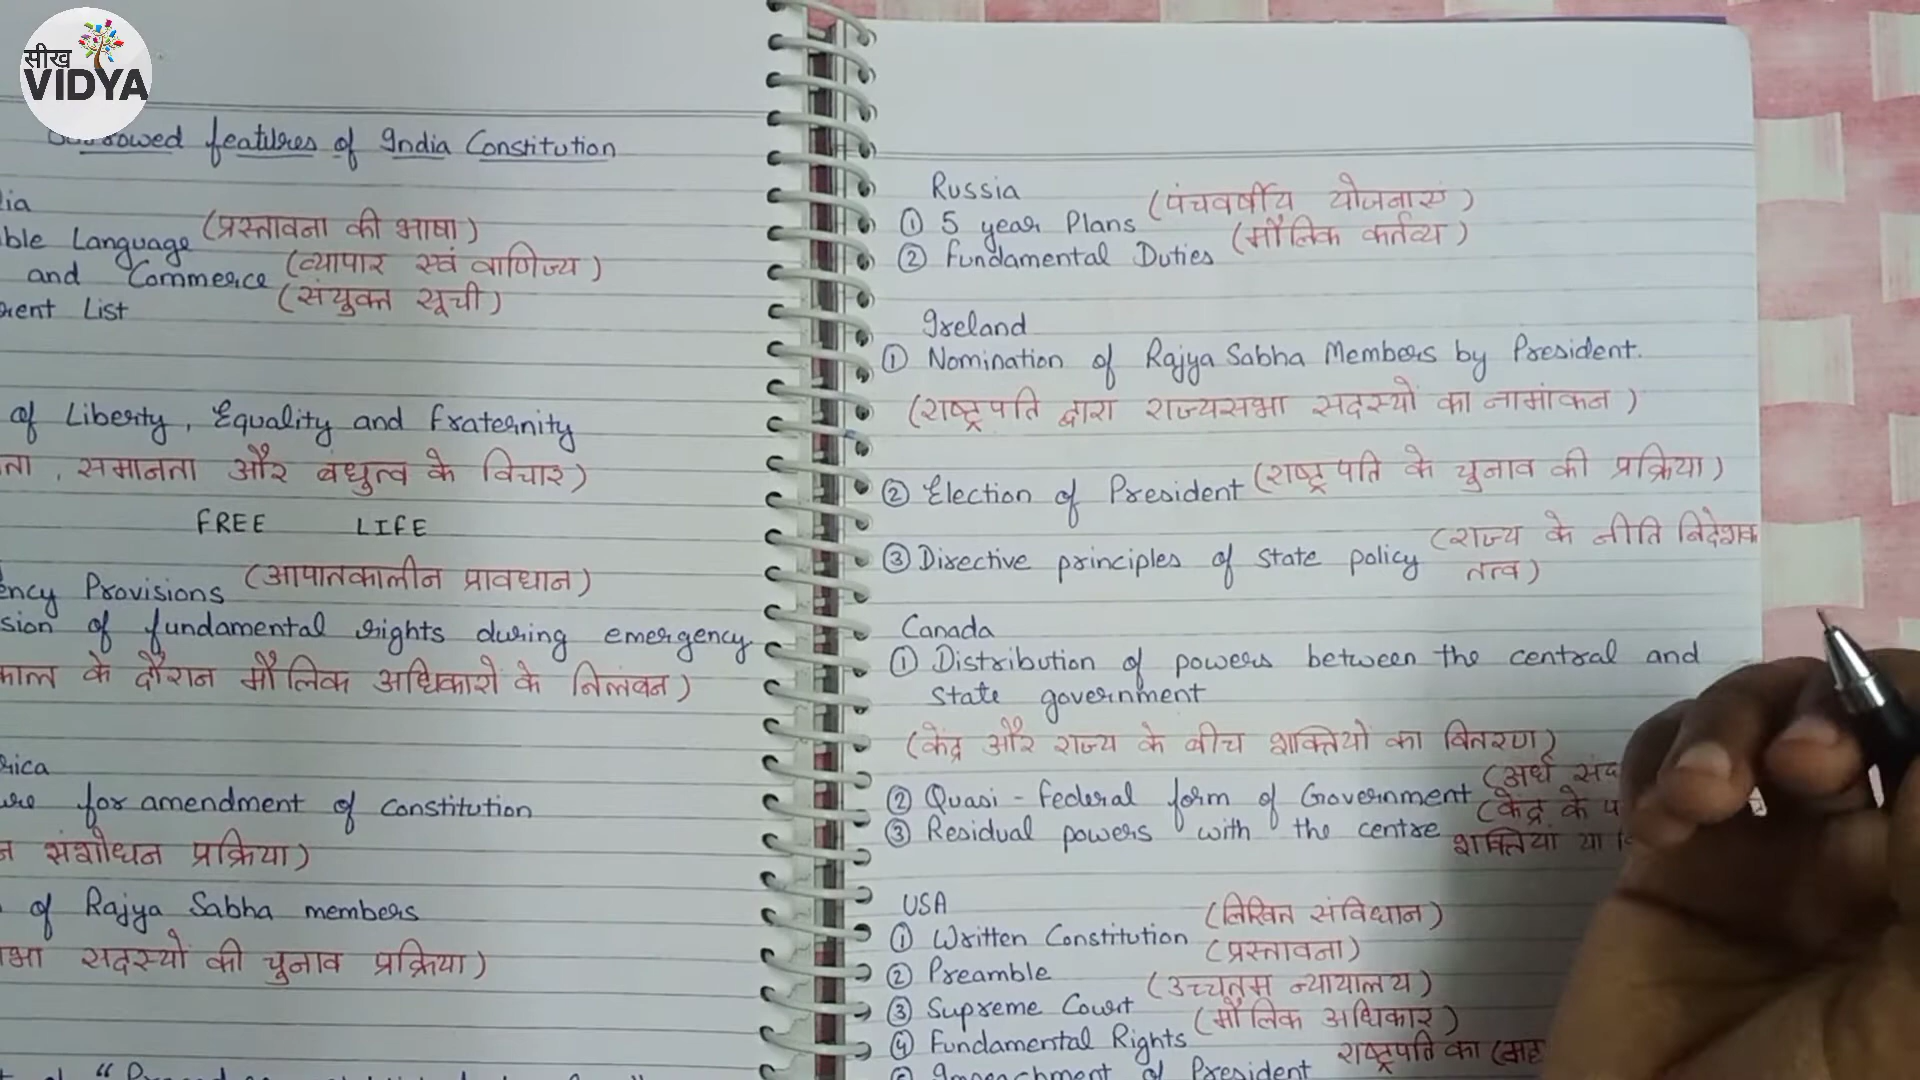 सीख
VIDYA
features of India Constitution
(प्रस्तावना की भाषा)
Language
(व्यापार एवं वाणिज्य)
and Commerce
(संयुक्त सूची)
List
of Liberty, Equality and Fraternity
समानता और बंधुत्व के विचार)
FREE LIFE
(आपातकालीन प्रावधान)
Provisions
of fundamental rights during emergency
के दौरान मौलिक अधिकारों के निलंबन)
for amendment of constitution
संशोधन प्रक्रिया)
of Rajya Sabha members
सदस्यों की चुनाव प्रक्रिया)
Russia
(पंचवर्षीय योजनाएं)
① 5 year Plans
(मौलिक कर्तव्य)
② Fundamental Duties
Ireland
① Nomination of Rajya Sabha Members by President.
(राष्ट्रपति द्वारा राज्यसभा सदस्यों का नामांकन)
② Election of President (राष्ट्रपति के चुनाव की प्रक्रिया)
③ Directive principles of state policy (राज्य के नीति निदेशक
तत्व)
Canada
① Distribution of powers between the central and
state government
(केंद्र और राज्य के बीच शक्तियों का वितरण)
② Quasi - Federal form of Government (अर्ध
③ Residual powers with the centre (केंद्र के
शक्तियां या
USA
① Written Constitution (लिखित संविधान)
② Preamble (प्रस्तावना)
③ Supreme Court (उच्चतम न्यायालय)
④ Fundamental Rights (मौलिक अधिकार)
Impeachment of President राष्ट्रपति का